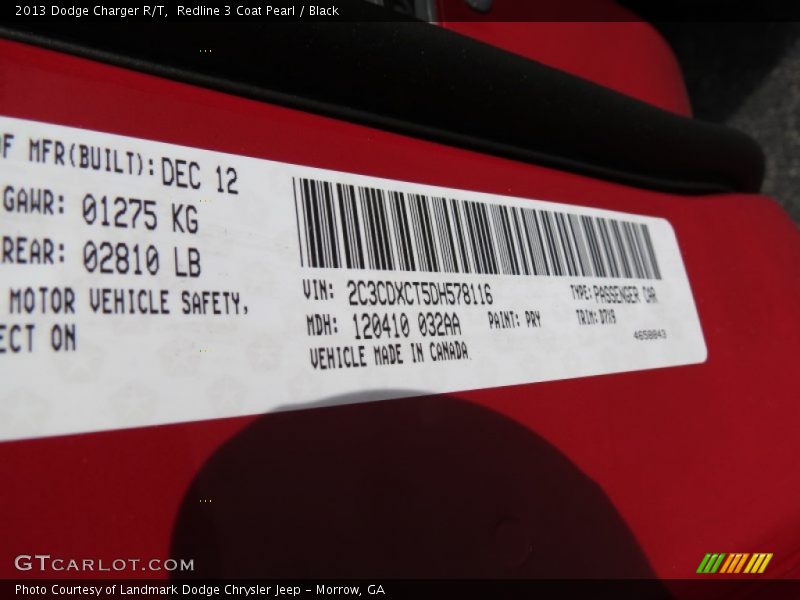 2013 Dodge Charger R/T, Redline 3 Coat Pearl / Black
OF MFR(BUILT): DEC 12
GAWR: 01275 KG
REAR: 02810 LB
MOTOR VEHICLE SAFETY,
ECT ON
VIN: 2C3CDXCT5DH578116
TYPE: PASSENGER CAR
MDH: 120410 032AA
PAINT: PRY
TRIM: D7X9
4658843
VEHICLE MADE IN CANADA
GTCARLOT.COM
Photo Courtesy of Landmark Dodge Chrysler Jeep - Morrow, GA